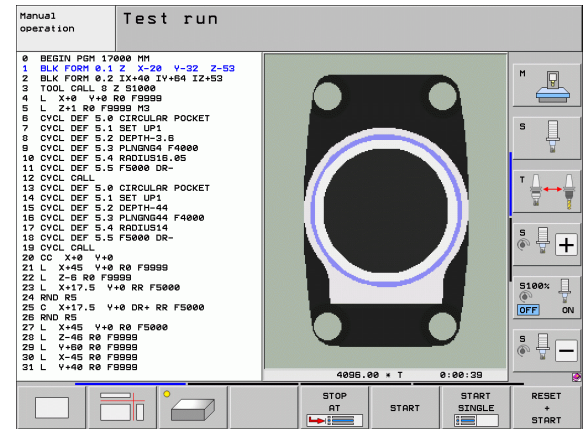 Manual
operation
Test run
0 BEGIN PGM 17000 MM
1 BLK FORM 0.1 Z X-20 Y-32 Z-53
2 BLK FORM 0.2 IX+40 IY+64 IZ+53
3 TOOL CALL 8 Z S1000
4 L X+0 Y+0 R0 F9999
5 L Z+1 R0 F9999 M3
6 CYCL DEF 5.0 CIRCULAR POCKET
7 CYCL DEF 5.1 SET UP1
8 CYCL DEF 5.2 DEPTH-3.6
9 CYCL DEF 5.3 PLNGNG4 F4000
10 CYCL DEF 5.4 RADIUS16.05
11 CYCL DEF 5.5 F5000 DR-
12 CYCL CALL
13 CYCL DEF 5.0 CIRCULAR POCKET
14 CYCL DEF 5.1 SET UP1
15 CYCL DEF 5.2 DEPTH-44
16 CYCL DEF 5.3 PLNGNG44 F4000
17 CYCL DEF 5.4 RADIUS14
18 CYCL DEF 5.5 F5000 DR-
19 CYCL CALL
20 CC X+0 Y+0
21 L X+45 Y+0 R0 F9999
22 L Z-6 R0 F9999
23 L X+17.5 Y+0 RR F5000
24 RND R5
25 C X+17.5 Y+0 DR+ RR F5000
26 RND R5
27 L X+45 Y+0 R0 F5000
28 L Z-46 R0 F9999
29 L Y+60 R0 F9999
30 L X-45 R0 F9999
31 L Y+40 R0 F9999
4096.00 * T 0:00:39
M
S
T
S
S100%
OFF ON
S
STOP
AT
START
START
SINGLE
RESET
+
START